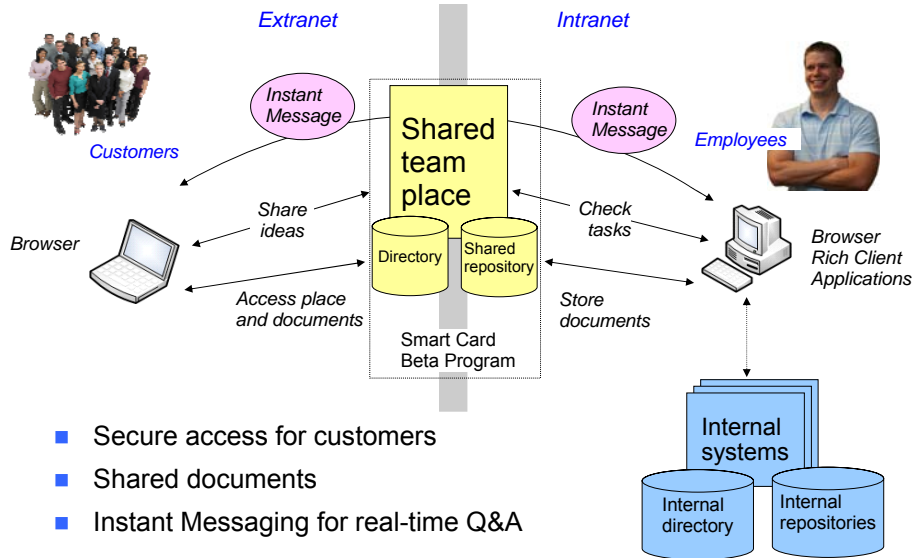 Extranet
Intranet
Customers
Instant
Message
Shared
team
place
Instant
Message
Employees
Browser
Share
ideas
Check
tasks
Directory
Shared
repository
Browser
Rich Client
Applications
Access place
and documents
Store
documents
Smart Card
Beta Program
Internal
systems
Internal
directory
Internal
repositories
Secure access for customers
Shared documents
Instant Messaging for real-time Q&A